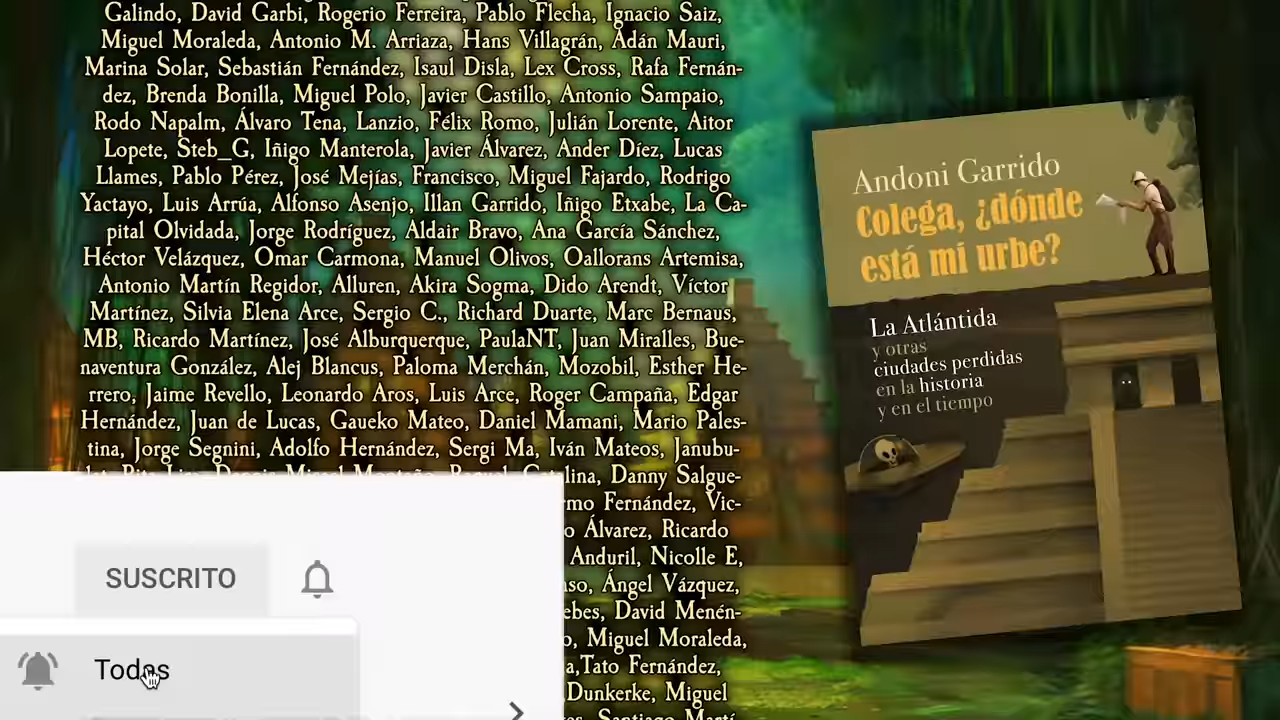 Galindo, David Garbi, Rogerio Ferreira, Pablo Flecha, Ignacio Saiz,
Miguel Moraleda, Antonio M. Arriaza, Hans Villagrán, Adán Mauri,
Marina Solar, Sebastián Fernández, Isaul Disla, Lex Cross, Rafa Fernán-
dez, Brenda Bonilla, Miguel Polo, Javier Castillo, Antonio Sampaio,
Rodo Napalm, Álvaro Tena, Lanzio, Félix Romo, Julián Lorente, Aitor
Lopete, Steb_G, Iñigo Manterola, Javier Álvarez, Ander Díez, Lucas
Llames, Pablo Pérez, José Mejías, Francisco, Miguel Fajardo, Rodrigo
Yactayo, Luis Arrúa, Alfonso Asenjo, Illan Garrido, Iñigo Etxabe, La Ca-
pital Olvidada, Jorge Rodríguez, Aldair Bravo, Ana García Sánchez,
Héctor Velázquez, Omar Carmona, Manuel Olivos, Oallorans Artemisa,
Antonio Martín Regidor, Alluren, Akira Sogma, Dido Arendt, Víctor
Martínez, Silvia Elena Arce, Sergio C., Richard Duarte, Marc Bernaus,
MB, Ricardo Martínez, José Alburquerque, PaulaNT, Juan Miralles, Bue-
naventura González, Alej Blancus, Paloma Merchán, Mozobil, Esther He-
rrero, Jaime Revello, Leonardo Aros, Luis Arce, Roger Campaña, Edgar
Hernández, Juan de Lucas, Gaueko Mateo, Daniel Mamani, Mario Pales-
tina, Jorge Segnini, Adolfo Hernández, Sergi Ma, Iván Mateos, Janubu-
Danny Salgue-
Fernández, Vic-
Álvarez, Ricardo
Anduril, Nicolle E,
Ángel Vázquez,
David Menén-
Miguel Moraleda,
Tato Fernández,
Dunkerke, Miguel
Santiago
SUSCRITO
Todas
Andoni Garrido
Colega, ¿dónde
está mi urbe?
La Atlántida
y otras
ciudades perdidas
en la historia
y en el tiempo